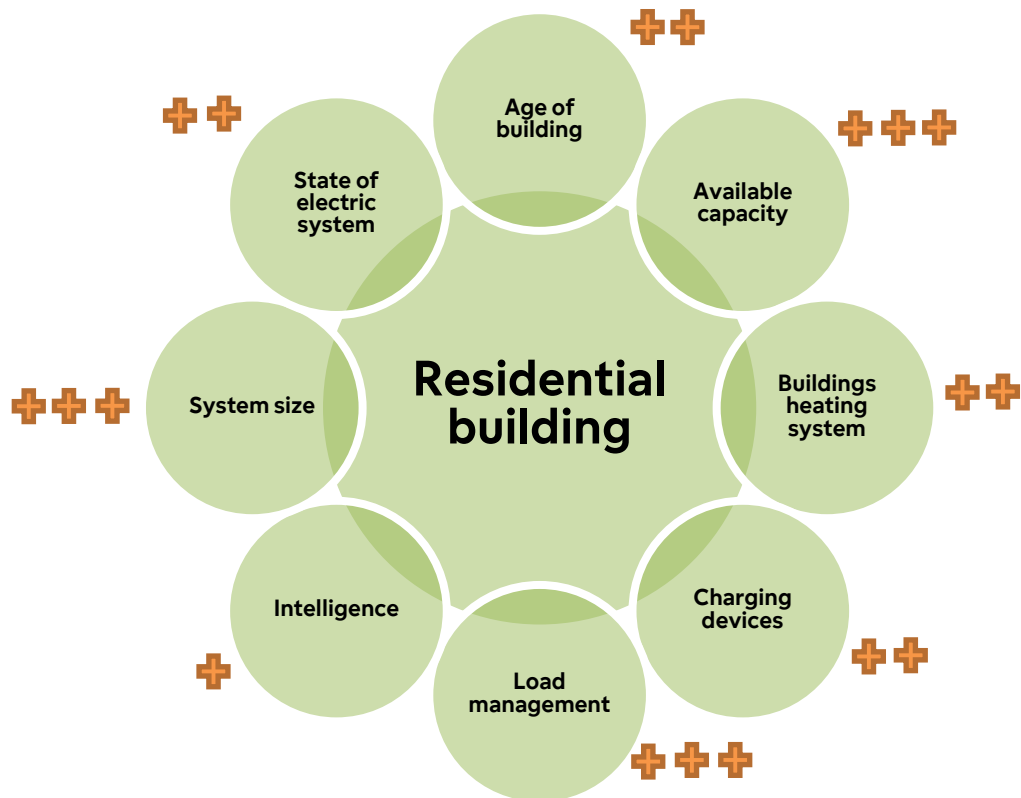 Age of
building
Available
capacity
Buildings
heating
system
Charging
devices
Load
management
Intelligence
System size
State of
electric
system
Residential
building